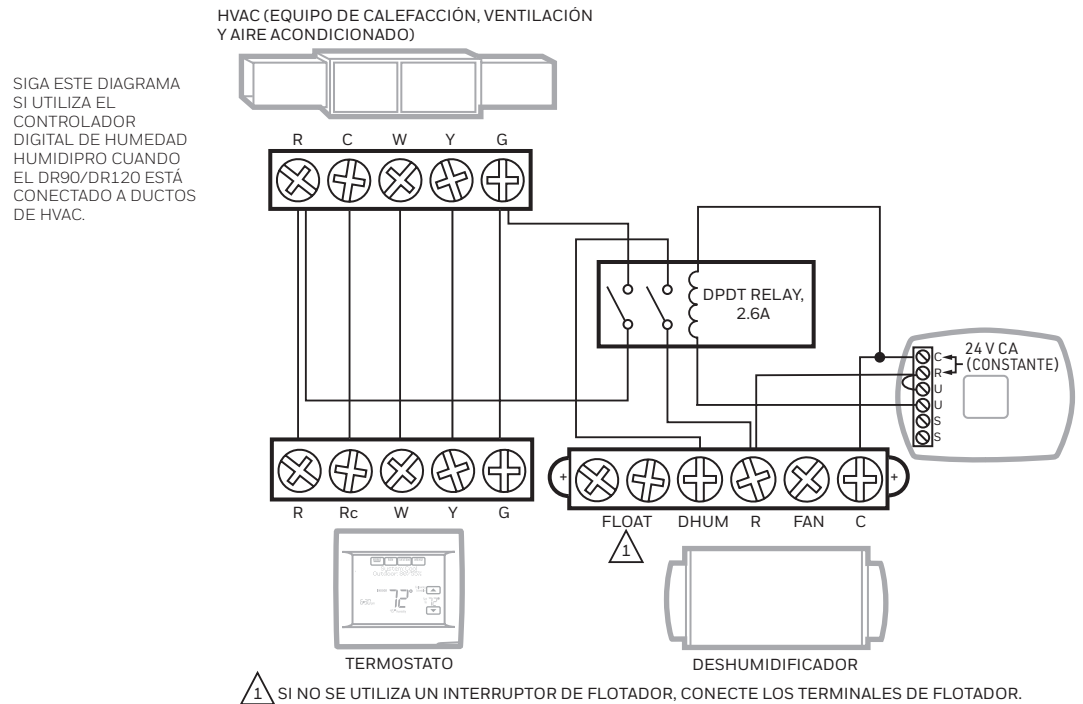 HVAC (EQUIPO DE CALEFACCIÓN, VENTILACIÓN
Y AIRE ACONDICIONADO)
SIGA ESTE DIAGRAMA
SI UTILIZA EL
CONTROLADOR
DIGITAL DE HUMEDAD
HUMIDIPRO CUANDO
EL DR90/DR120 ESTÁ
CONECTADO A DUCTOS
DE HVAC.
R C W Y G
DPDT RELAY,
2.6A
24 V CA
(CONSTANTE)
C
R
U
U
S
S
R Rc W Y G
+ +
FLOAT DHUM R FAN C
1
72°
TERMOSTATO
DESHUMIDIFICADOR
1 SI NO SE UTILIZA UN INTERRUPTOR DE FLOTADOR, CONECTE LOS TERMINALES DE FLOTADOR.